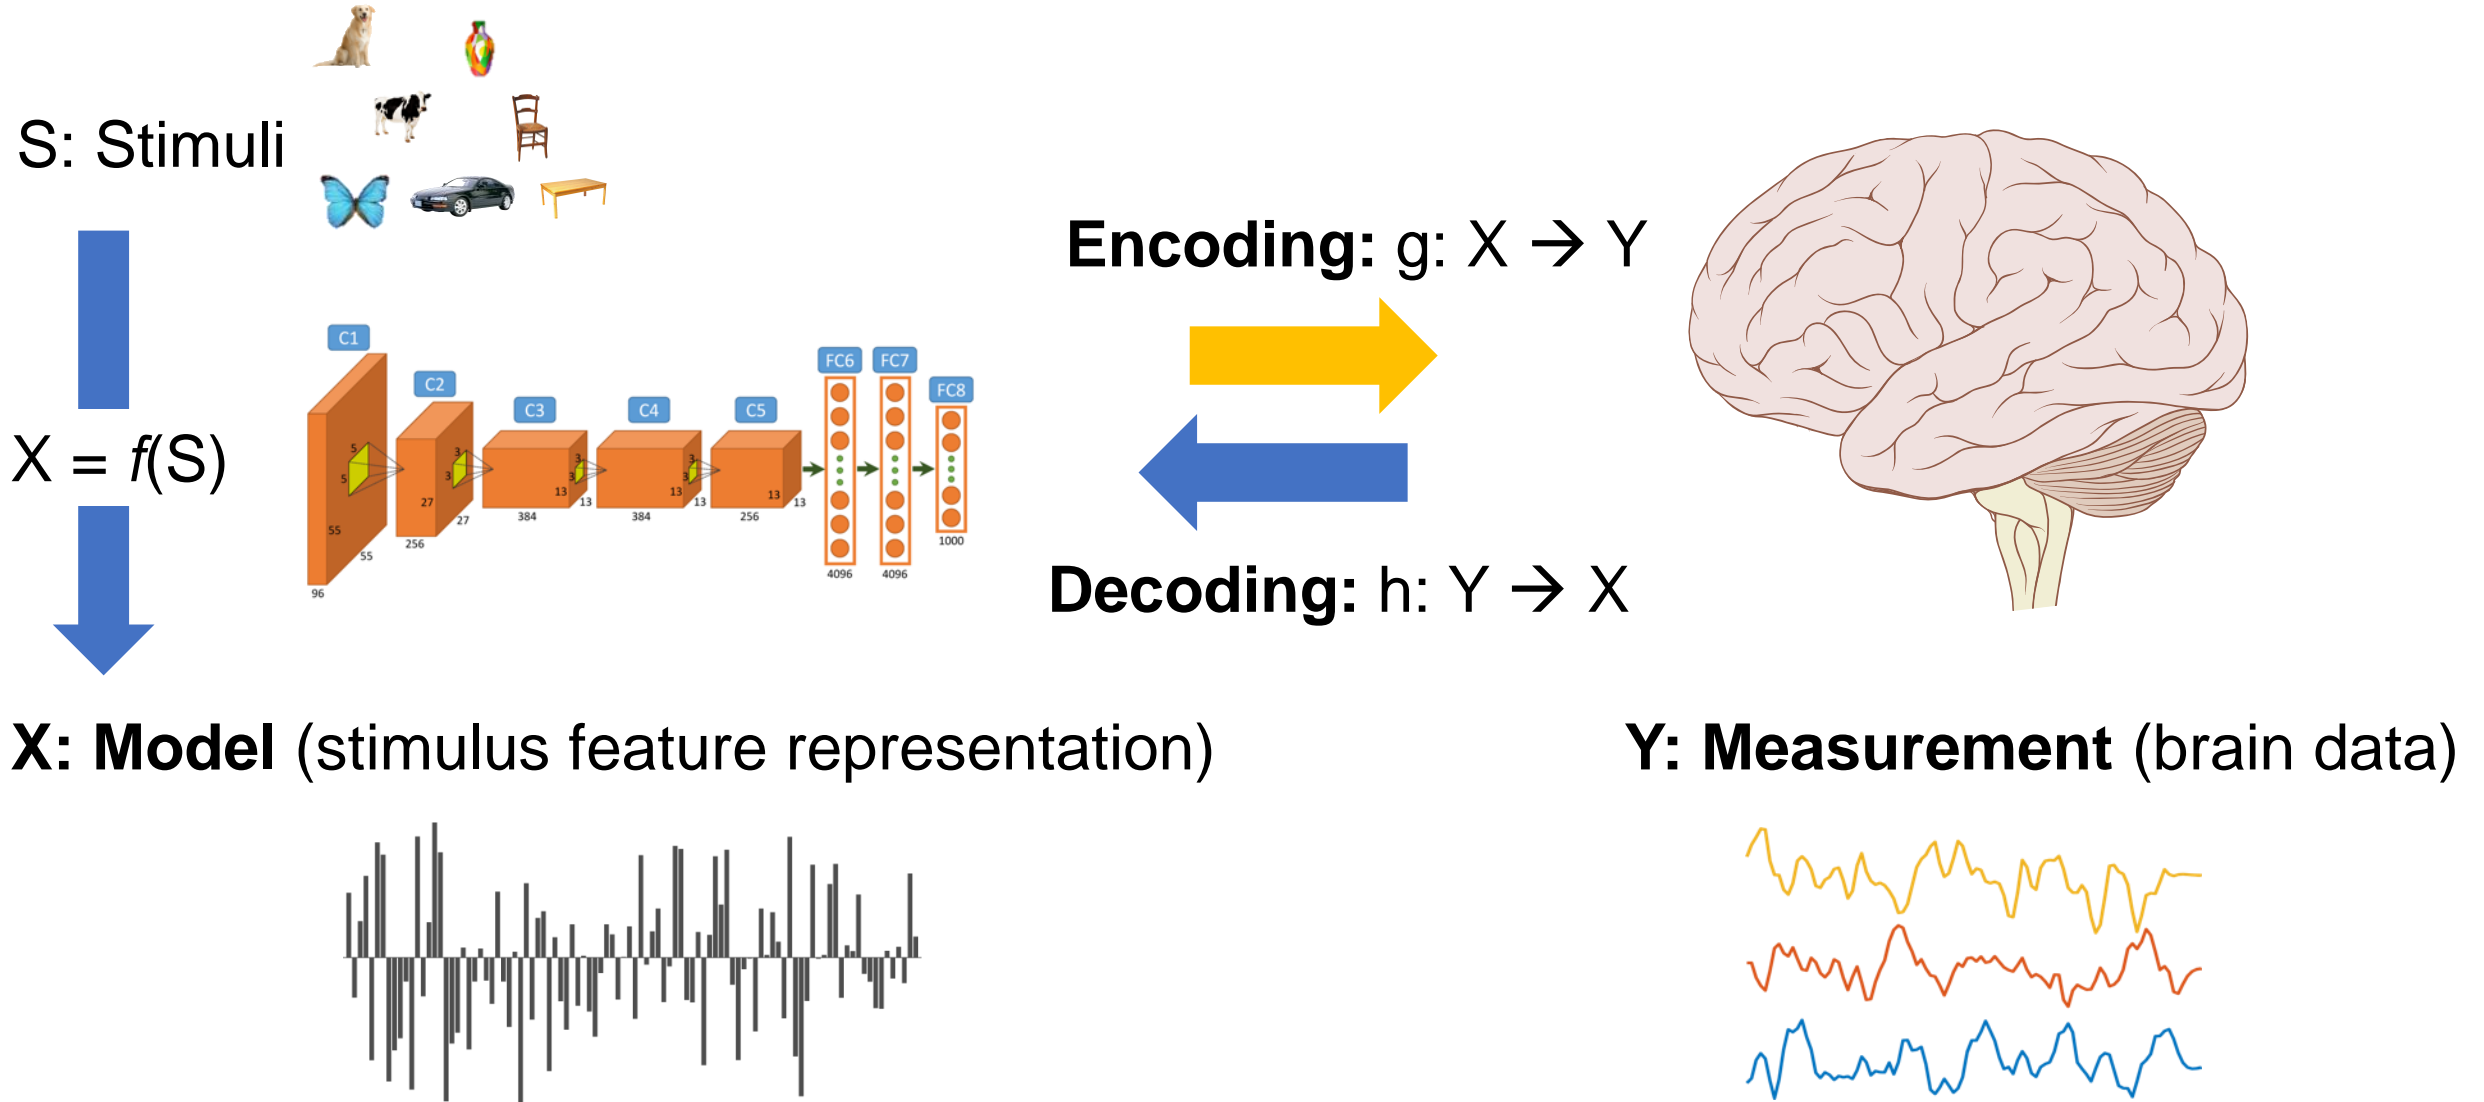 S: Stimuli
Encoding: g: X → Y
C1
C2
C3
C4
C5
FC6
FC7
FC8
X = f(S)
5
5
3
3
3
3
3
3
55
55
27
27
13
13
13
13
13
13
96
256
384
384
256
4096
4096
1000
Decoding: h: Y → X
X: Model (stimulus feature representation)
Y: Measurement (brain data)